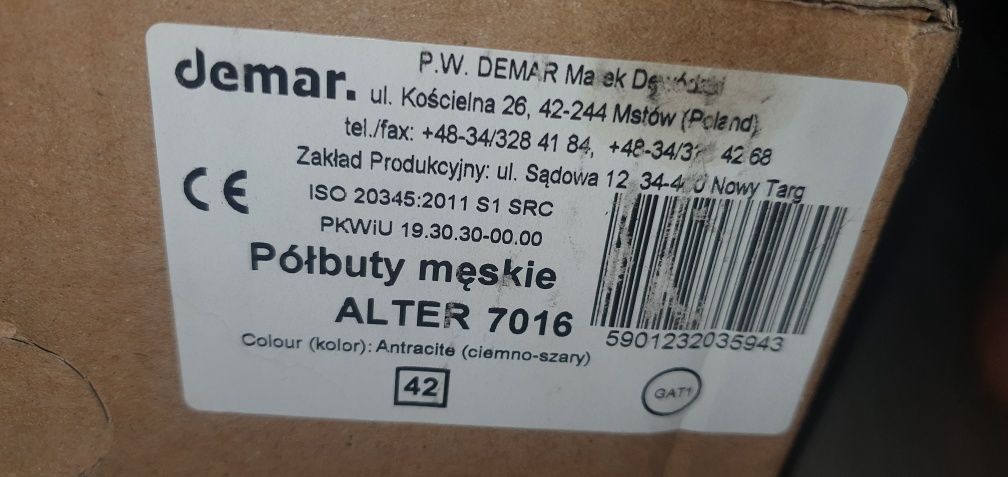 demar.
P.W. DEMAR
ul. Kościelna 26, 42-244 Mstów (Poland)
tel./fax: +48-34/328 41 84, +48-34/3 42 68
Zakład Produkcyjny: ul. Sądowa 12, 34-4 0 Nowy Targ
CE
ISO 20345:2011 S1 SRC
PKWiU 19.30.30-00.00
Półbuty męskie
ALTER 7016
5901232035943
Colour (kolor): Antracite (ciemno-szary)
42
GAT1